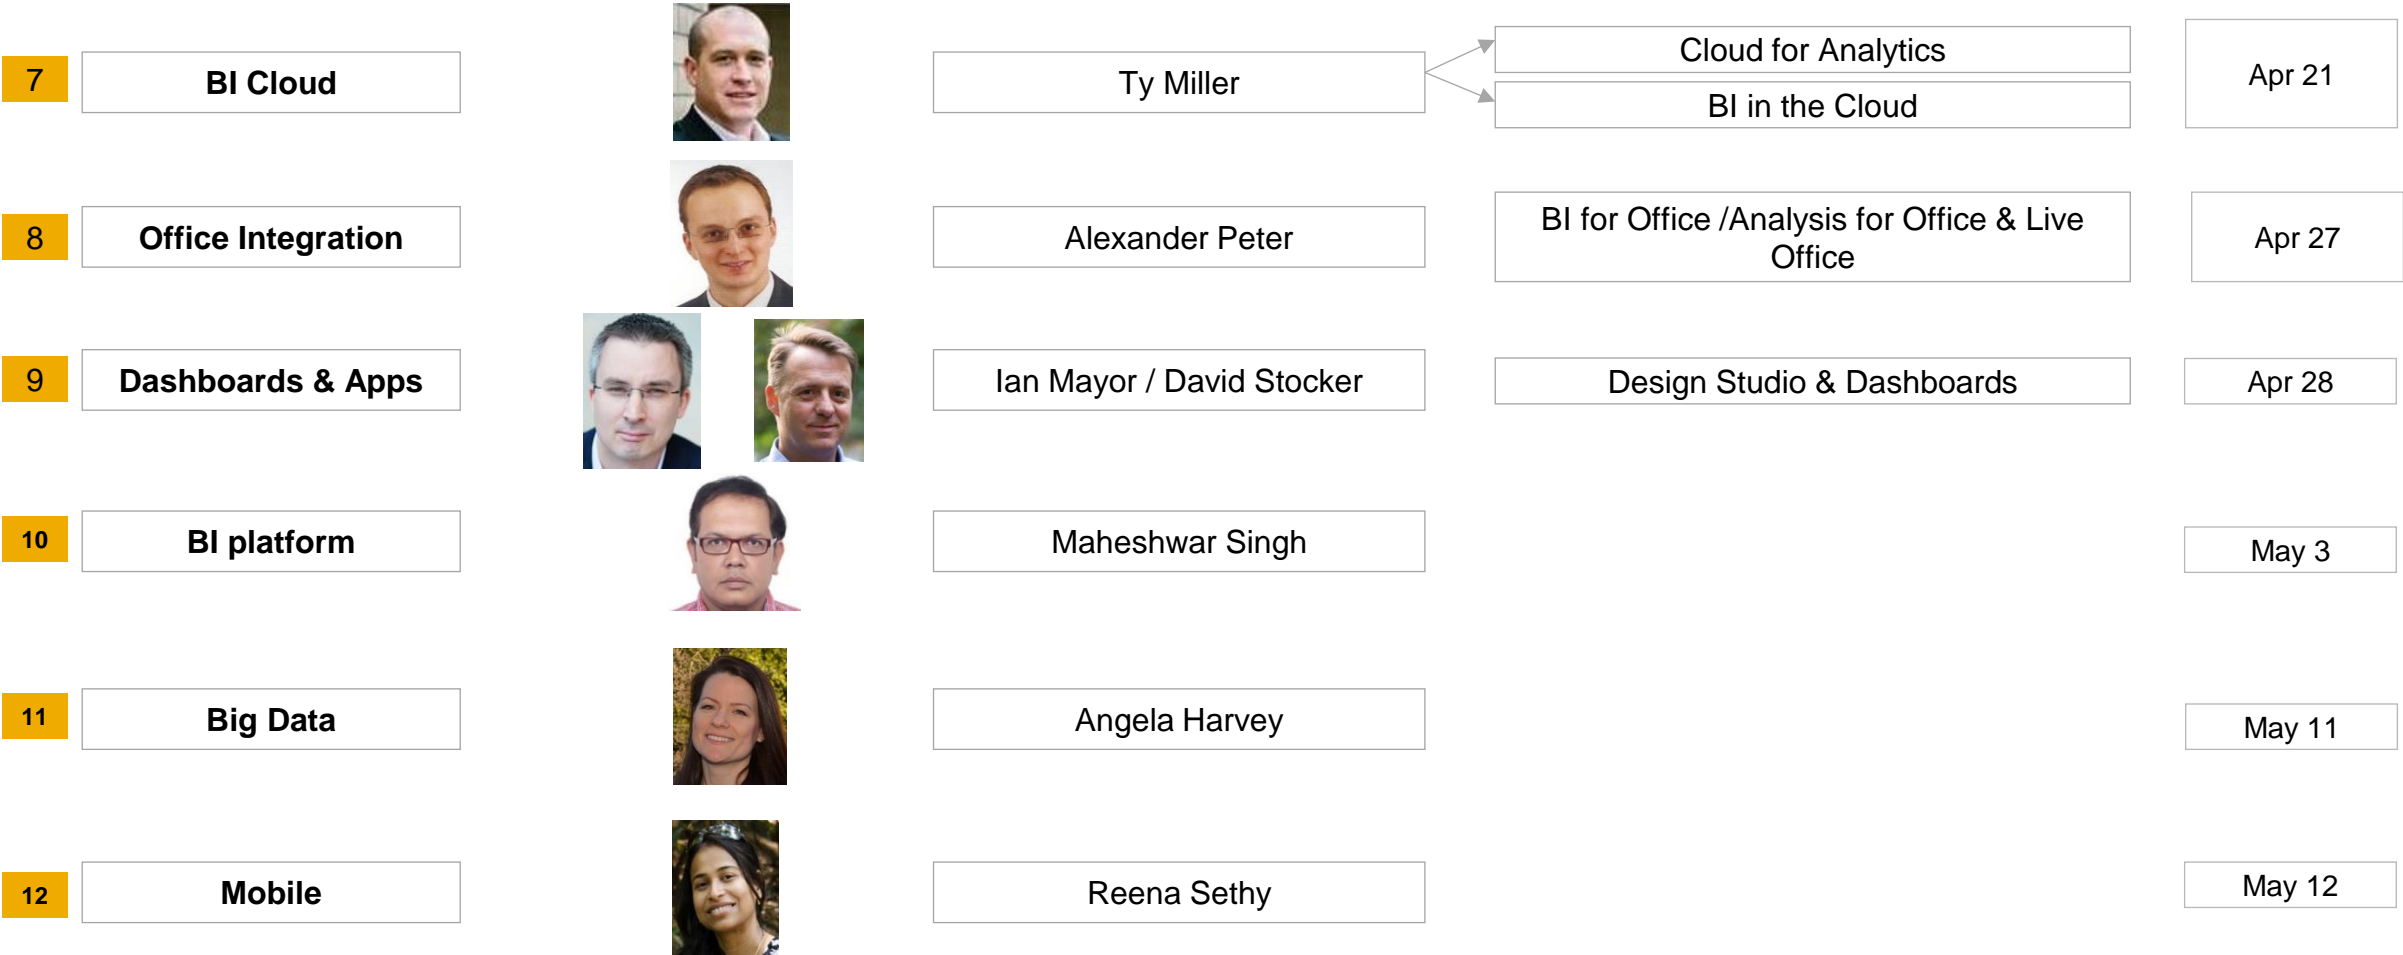 7
BI Cloud
Ty Miller
Cloud for Analytics
BI in the Cloud
Apr 21
8
Office Integration
Alexander Peter
BI for Office /Analysis for Office & Live
Office
Apr 27
9
Dashboards & Apps
Ian Mayor / David Stocker
Design Studio & Dashboards
Apr 28
10
BI platform
Maheshwar Singh
May 3
11
Big Data
Angela Harvey
May 11
12
Mobile
Reena Sethy
May 12